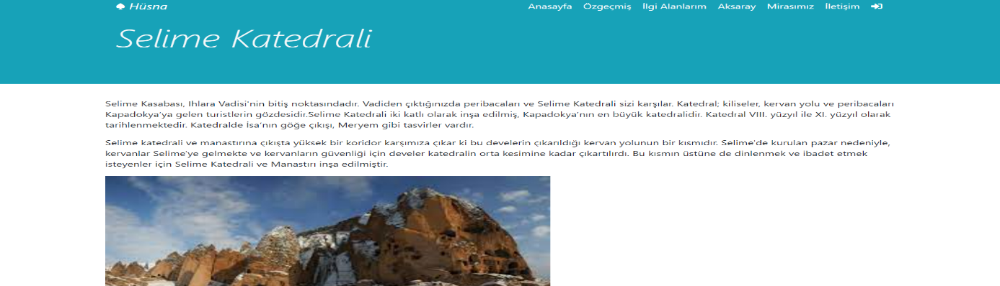 Hüsna
Anasayfa Özgeçmiş İlgi Alanlarım Aksaray Mirasımız İletişim
Selime Katedrali
Selime Kasabası, Ihlara Vadisi'nin bitiş noktasındadır. Vadiden çıktığınızda peribacaları ve Selime Katedrali sizi karşılar. Katedral; kiliseler, kervan yolu ve peribacaları
Kapadokya'ya gelen turistlerin gözdesidir.Selime Katedrali iki katlı olarak inşa edilmiş, Kapadokya'nın en büyük katedralidir. Katedral VIII. yüzyıl ile XI. yüzyıl olarak
tarihlenmektedir. Katedralde İsa'nın göğe çıkışı, Meryem gibi tasvirler vardır.
Selime katedrali ve manastırına çıkışta yüksek bir koridor karşımıza çıkar ki bu develerin çıkarıldığı kervan yolunun bir kısmıdır. Selime'de kurulan pazar nedeniyle,
kervanlar Selime'ye gelmekte ve kervanların güvenliği için develer katedralin orta kesimine kadar çıkartılırdı. Bu kısmın üstüne de dinlenmek ve ibadet etmek
isteyenler için Selime Katedrali ve Manastırı inşa edilmiştir.